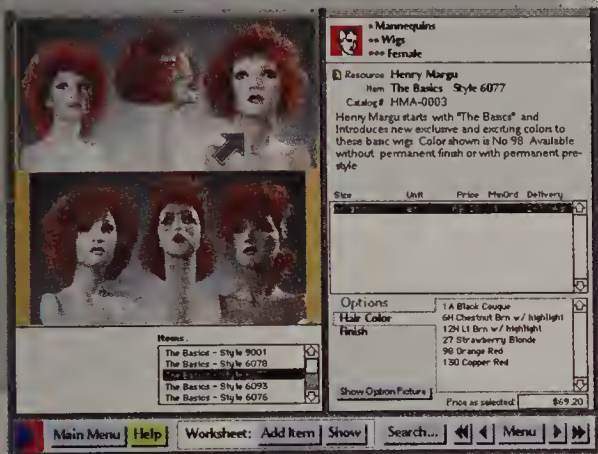 * Mannequins
** Wigs
*** Female
Resource Henry Margu
Item The Basics Style 6077
Catalog # HMA-0003
Henry Margu starts with "The Basics" and
Introduces new exclusive and exciting colors to
these basic wigs. Color shown is No 98. Available
without permanent finish or with permanent pre-
style
Size Unit Price MinOrd Delivery
Options
Hair Color
Finish
Show Option Picture
1A Black Cougue
6H Chestnut Brn w/ highlight
12H Lt Brn w/ highlight
27 Strawberry Blonde
98 Orange Red
130 Copper Red
Price as selected: $69.20
Items
The Basics - Style 9001
The Basics - Style 6078
The Basics - Style 6093
The Basics - Style 6076
Main Menu Help Worksheet: Add Item Show Search... Menu